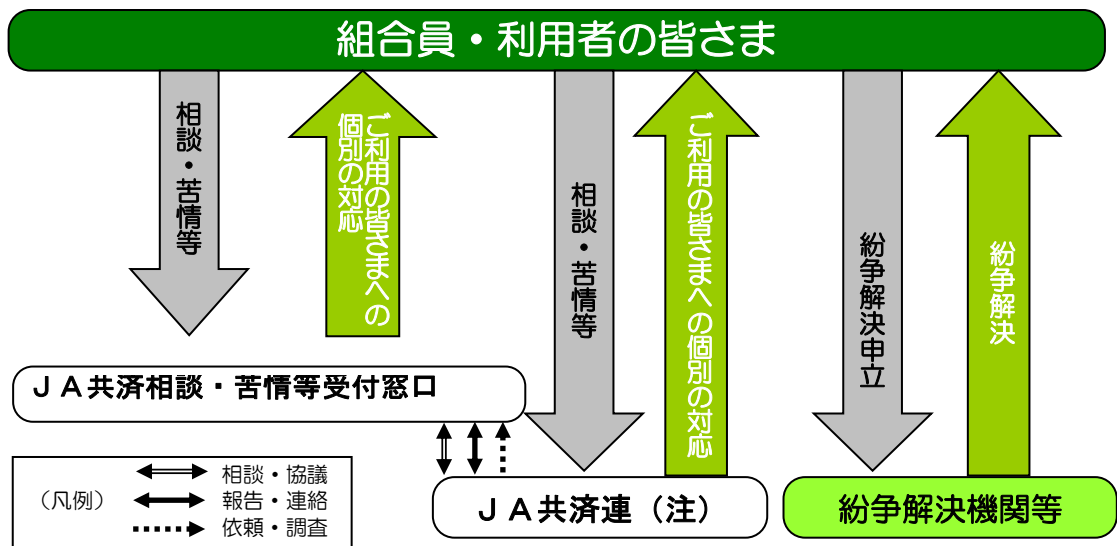 組合員・利用者の皆さま
相談・苦情等
ご利用の皆さまへの
個別の対応
相談・苦情等
ご利用の皆さまへの個別の対応
紛争解決申立
紛争解決
ＪＡ共済相談・苦情等受付窓口
ＪＡ共済連（注）
紛争解決機関等
（凡例）
相談・協議
報告・連絡
依頼・調査